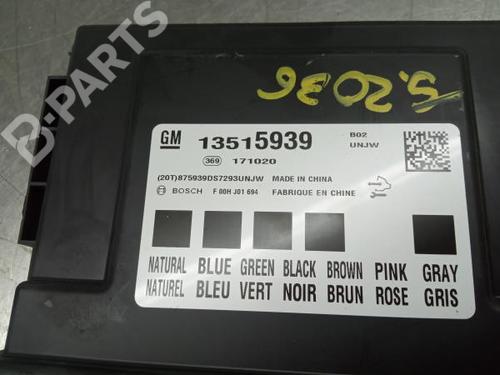 B-PARTS
S.2036
GM 13515939 B02
UNJW
369 171020
(20T)875939DS7293UNJW MADE IN CHINA
BOSCH F 00H J01 694 FABRIQUE EN CHINE
NATURAL BLUE GREEN BLACK BROWN PINK GRAY
NATUREL BLEU VERT NOIR BRUN ROSE GRIS